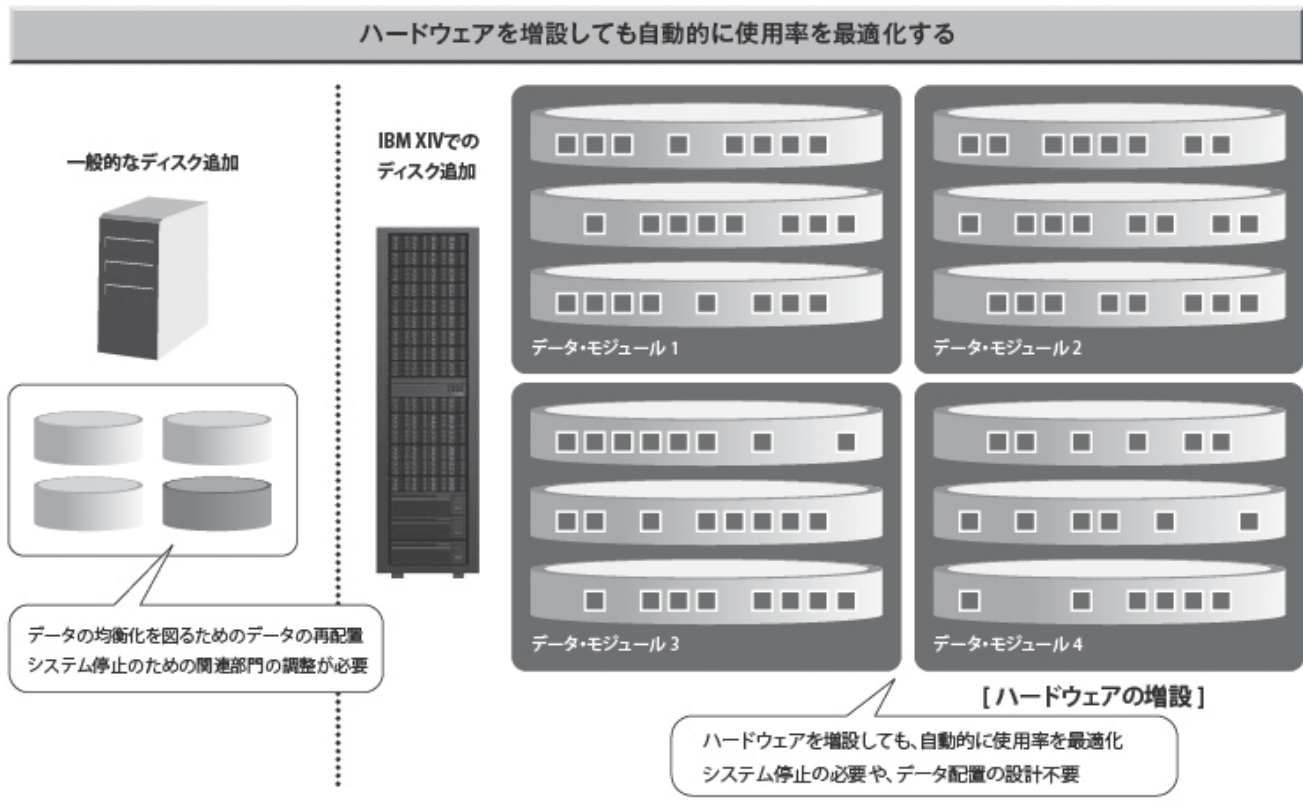 ハードウェアを増設しても自動的に使用率を最適化する
一般的なディスク追加
IBM XIVでの
ディスク追加
データ・モジュール 1
データ・モジュール 2
データ・モジュール 3
データ・モジュール 4
データの均衡化を図るためのデータの再配置
システム停止のための関連部門の調整が必要
[ ハードウェアの増設 ]
ハードウェアを増設しても、自動的に使用率を最適化
システム停止の必要や、データ配置の設計不要